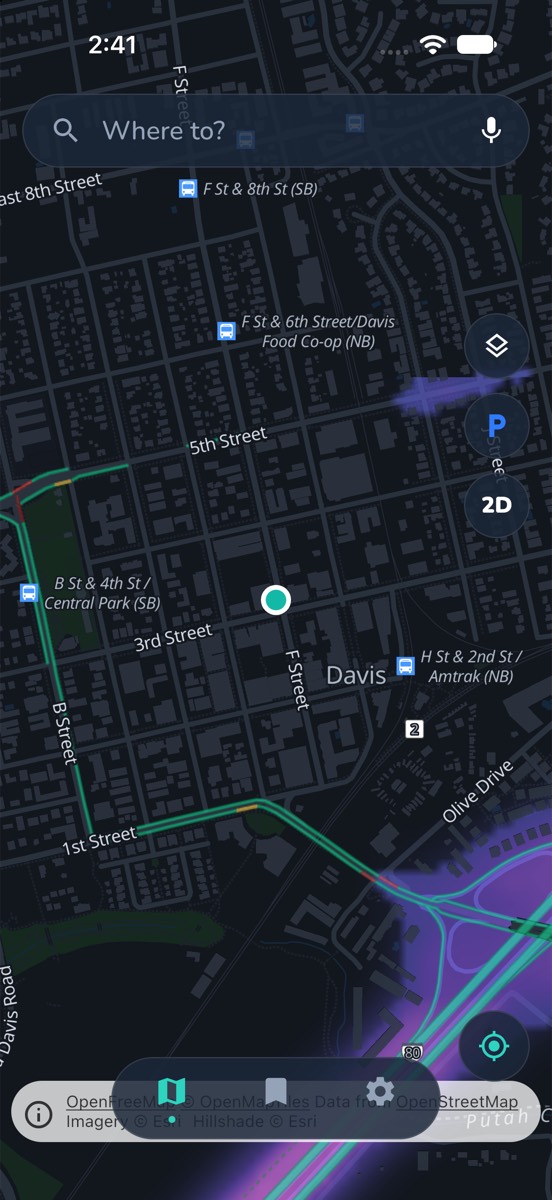 2:41
F Street
Where to?
ast 8th Street
F St & 8th St (SB)
F St & 6th Street/Davis
Food Co-op (NB)
5th Street
P
2D
B St & 4th St /
Central Park (SB)
3rd Street
F Street
Davis
H St & 2nd St /
Amtrak (NB)
2
B Street
Olive Drive
1st Street
Davis Road
80
OpenFreeMap © OpenMapTiles Data from OpenStreetMap
Imagery © Esri Hillshade © Esri
Putah C